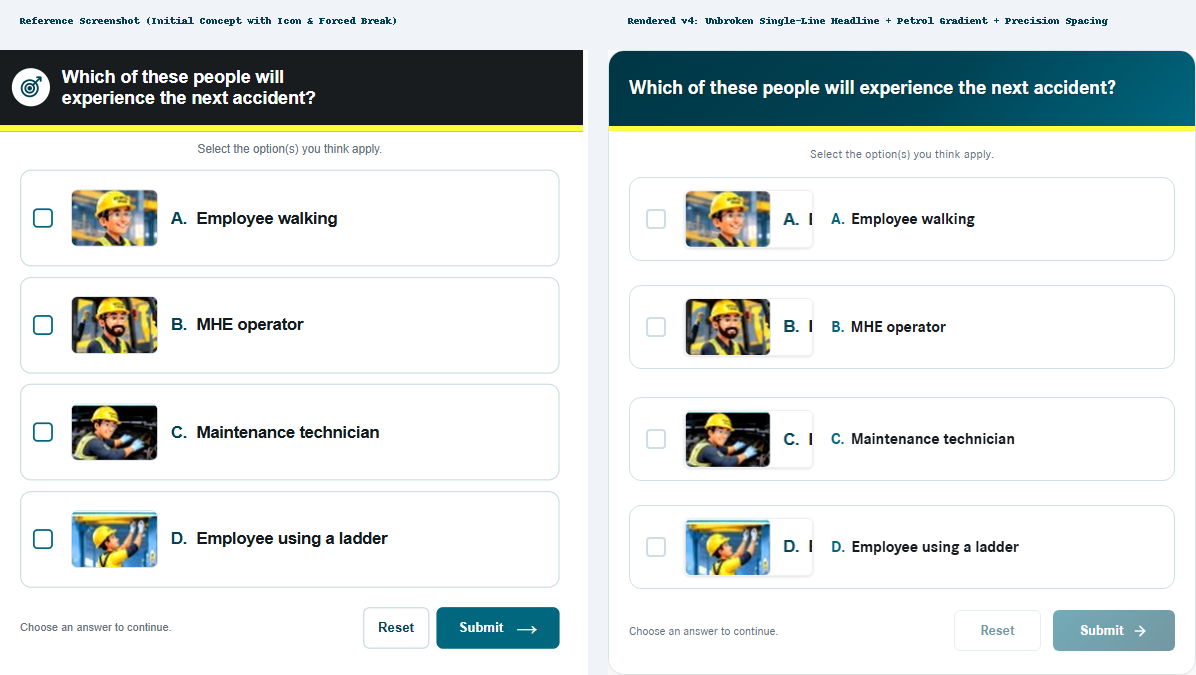 Reference Screenshot (Initial Concept with Icon & Forced Break)
Which of these people will
experience the next accident?
Select the option(s) you think apply.
A. Employee walking
B. MHE operator
C. Maintenance technician
D. Employee using a ladder
Choose an answer to continue.
Reset
Submit →
Rendered v4: Unbroken Single-Line Headline + Petrol Gradient + Precision Spacing
Which of these people will experience the next accident?
Select the option(s) you think apply.
A.
A. Employee walking
B.
B. MHE operator
C.
C. Maintenance technician
D.
D. Employee using a ladder
Choose an answer to continue.
Reset
Submit →